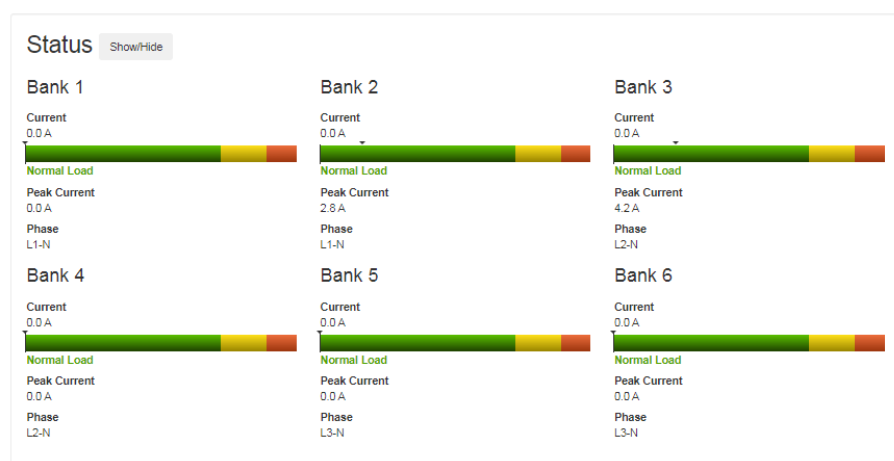 Status Show/Hide
Bank 1
Current
0.0 A
Normal Load
Peak Current
0.0 A
Phase
L1-N
Bank 2
Current
0.0 A
Normal Load
Peak Current
2.8 A
Phase
L1-N
Bank 3
Current
0.0 A
Normal Load
Peak Current
4.2 A
Phase
L2-N
Bank 4
Current
0.0 A
Normal Load
Peak Current
0.0 A
Phase
L2-N
Bank 5
Current
0.0 A
Normal Load
Peak Current
0.0 A
Phase
L3-N
Bank 6
Current
0.0 A
Normal Load
Peak Current
0.0 A
Phase
L3-N